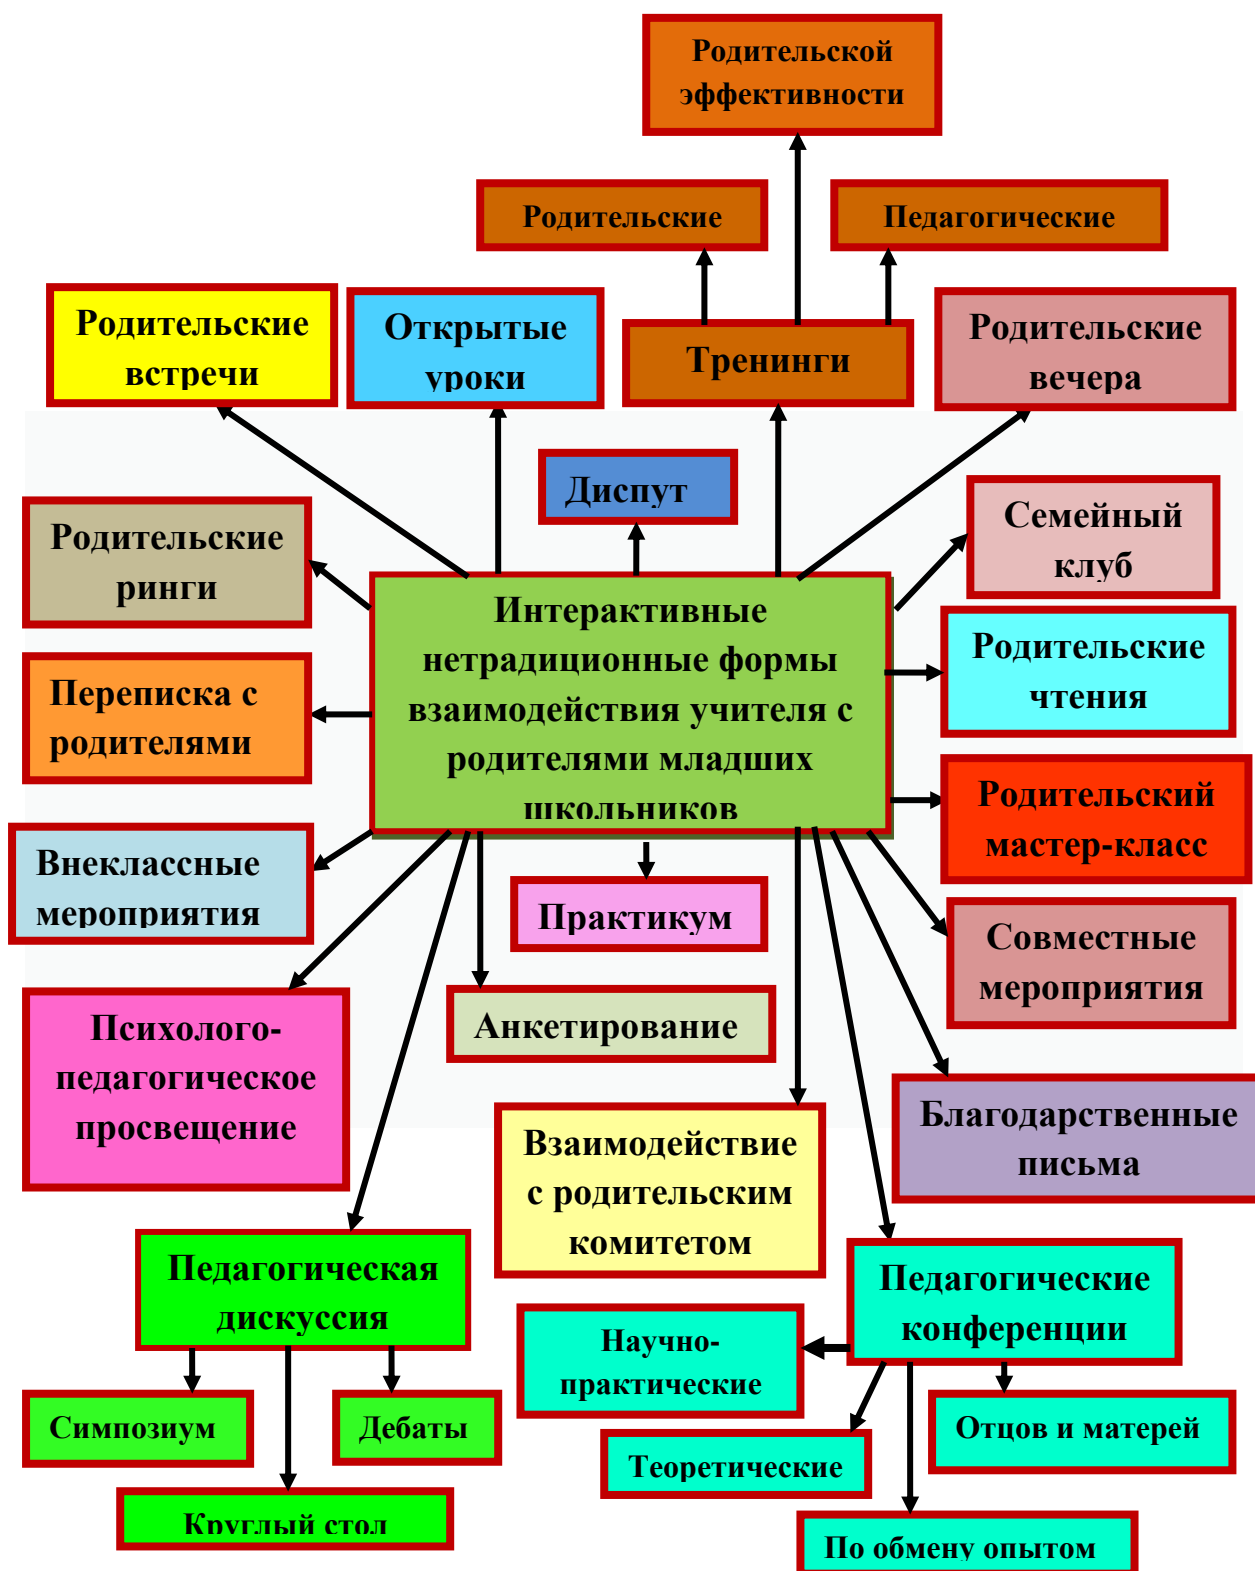 Родительской
эффективности
Родительские
Педагогические
Родительские
встречи
Открытые
уроки
Тренинги
Родительские
вечера
Диспут
Семейный
клуб
Родительские
ринги
Интерактивные
нетрадиционные формы
взаимодействия учителя с
родителями младших
школьников
Родительские
чтения
Переписка с
родителями
Родительский
мастер-класс
Внеклассные
мероприятия
Практикум
Совместные
мероприятия
Психолого-
педагогическое
просвещение
Анкетирование
Благодарственные
письма
Взаимодействие
с родительским
комитетом
Педагогическая
дискуссия
Педагогические
конференции
Научно-
практические
Симпозиум
Дебаты
Отцов и матерей
Теоретические
Круглый стол
По обмену опытом